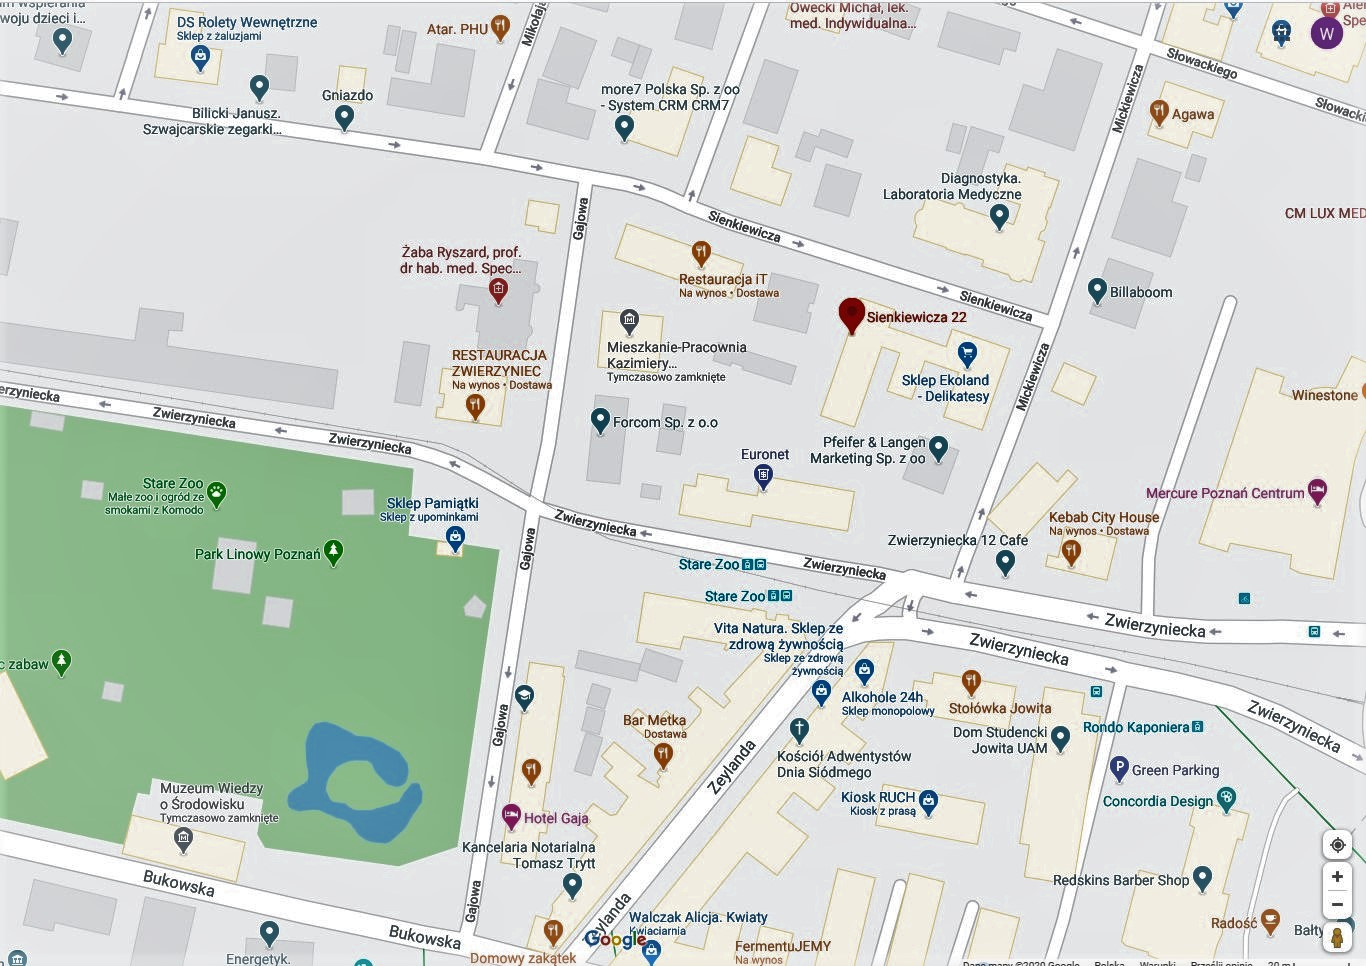 woju dzieci i...
DS Rolety Wewnętrzne
Sklep z żaluzjami
Atar. PHU
Mikołaja
Owecki Michał, lek.
med. Indywidualna...
W
Słowackiego
Mickiewicza
Agawa
Bilicki Janusz.
Szwajcarskie zegarki...
Gniazdo
more7 Polska Sp. z oo
- System CRM CRM7
Diagnostyka.
Laboratoria Medyczne
CM LUX MED
Gajowa
Sienkiewicza
Żaba Ryszard, prof.
dr hab. med. Spec...
Restauracja iT
Na wynos • Dostawa
Billaboom
Sienkiewicza
Sienkiewicza 22
Mieszkanie-Pracownia
Kazimiery...
Tymczasowo zamknięte
RESTAURACJA
ZWIERZYNIEC
Na wynos • Dostawa
Sklep Ekoland
- Delikatesy
Mickiewicza
Winestone
Zwierzyniecka
Zwierzyniecka
Forcom Sp. z o.o
Pfeifer & Langen
Marketing Sp. z oo
Euronet
Stare Zoo
Małe zoo i ogród ze
smokami z Komodo
Sklep Pamiątki
Sklep z upominkami
Mercure Poznań Centrum
Park Linowy Poznań
Gajowa
Zwierzyniecka
Kebab City House
Na wynos • Dostawa
Zwierzyniecka 12 Cafe
Stare Zoo
Zwierzyniecka
Stare Zoo
Zwierzyniecka
Vita Natura. Sklep ze
zdrową żywnością
Sklep ze zdrową
żywnością
Zwierzyniecka
c zabaw
Alkohole 24h
Sklep monopolowy
Stołówka Jowita
Gajowa
Bar Metka
Dostawa
Dom Studencki
Jowita UAM
Rondo Kaponiera
Zwierzyniecka
Zeylanda
Kościół Adwentystów
Dnia Siódmego
P
Green Parking
Muzeum Wiedzy
o Środowisku
Tymczasowo zamknięte
Kiosk RUCH
Kiosk z prasą
Concordia Design
Hotel Gaja
Kancelaria Notarialna
Tomasz Trytt
Bukowska
Gajowa
Redskins Barber Shop
Zeylanda
Walczak Alicja. Kwiaty
Kwiaciarnia
Radość
Bukowska
Google
FermentuJEMY
Na wynos
Energetyk.
Domowy zakątek